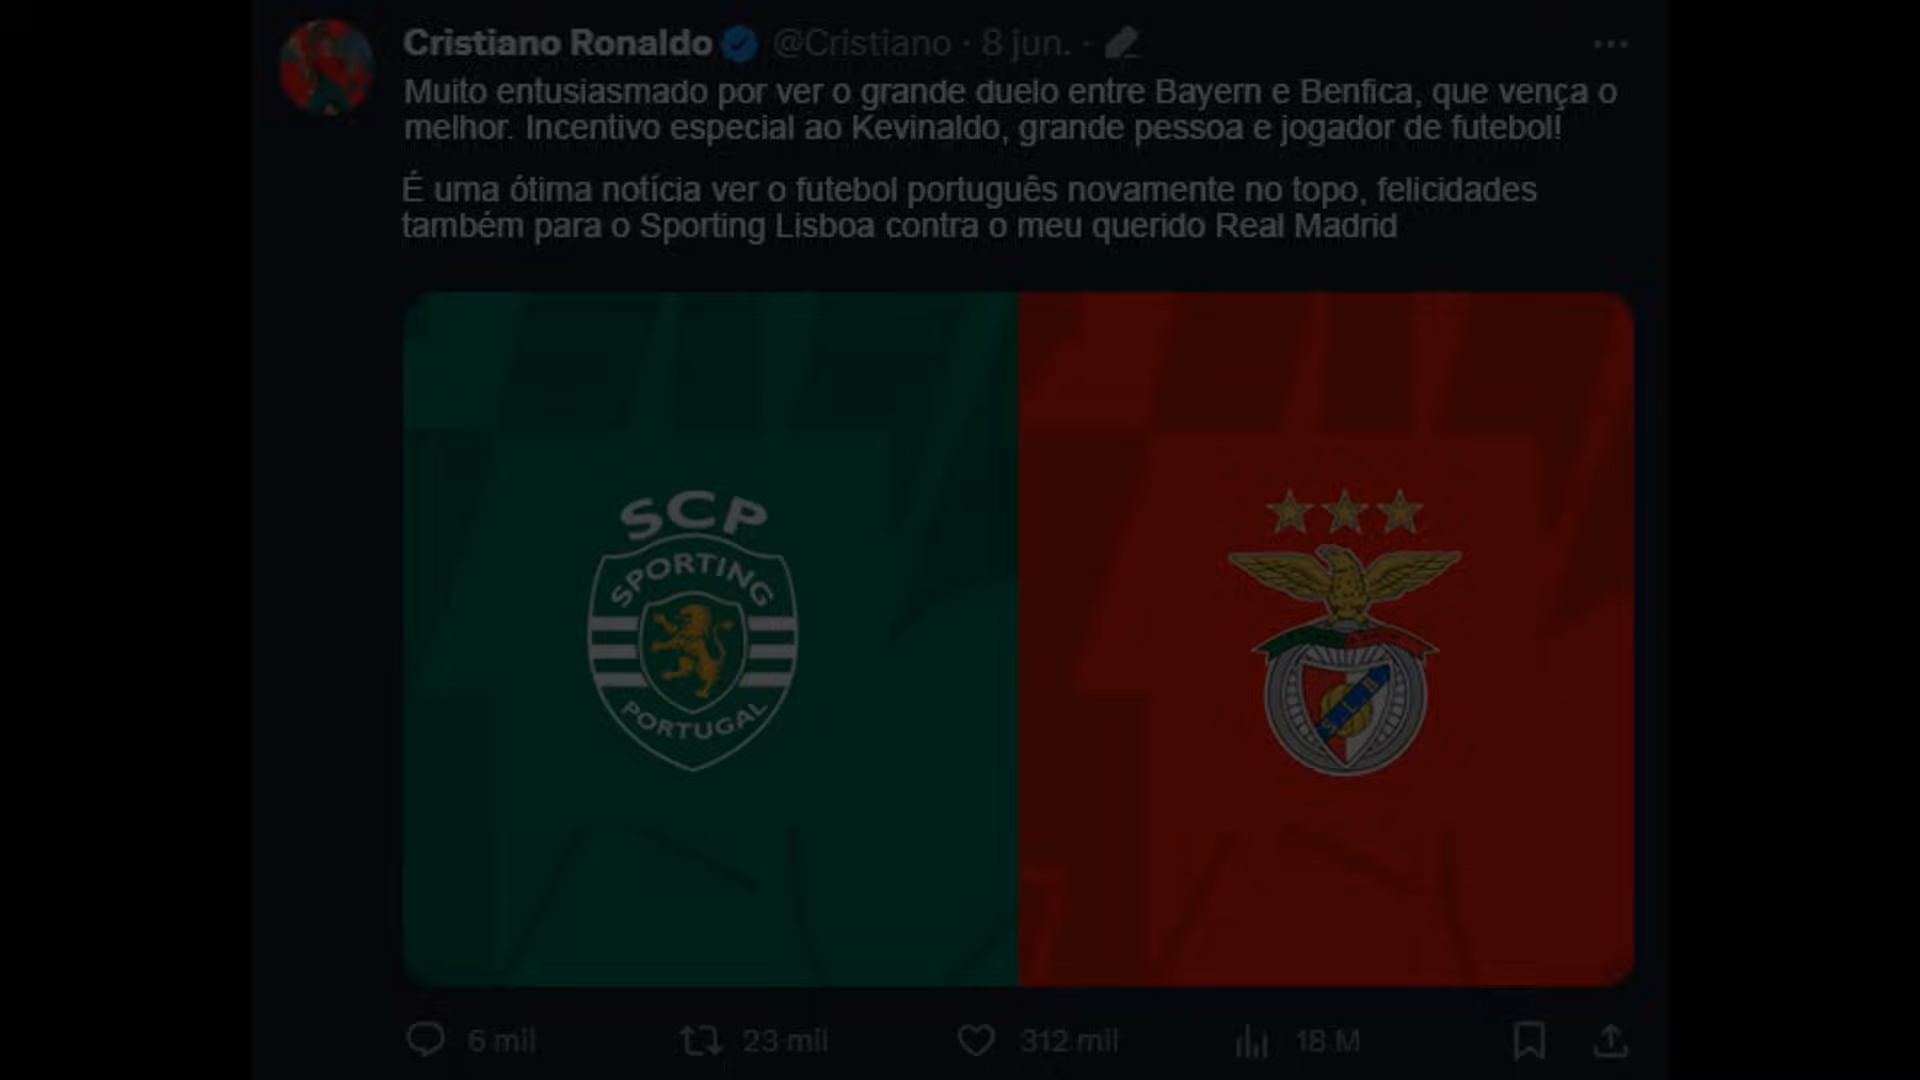 Cristiano Ronaldo @Cristiano · 8 jun. ·
Muito entusiasmado por ver o grande duelo entre Bayern e Benfica, que vença o
melhor. Incentivo especial ao Kevinaldo, grande pessoa e jogador de futebol!
É uma ótima notícia ver o futebol português novamente no topo, felicidades
também para o Sporting Lisboa contra o meu querido Real Madrid
SCP
SPORTING
PORTUGAL
S.L.B
6 mil 23 mil 312 mil 18 M